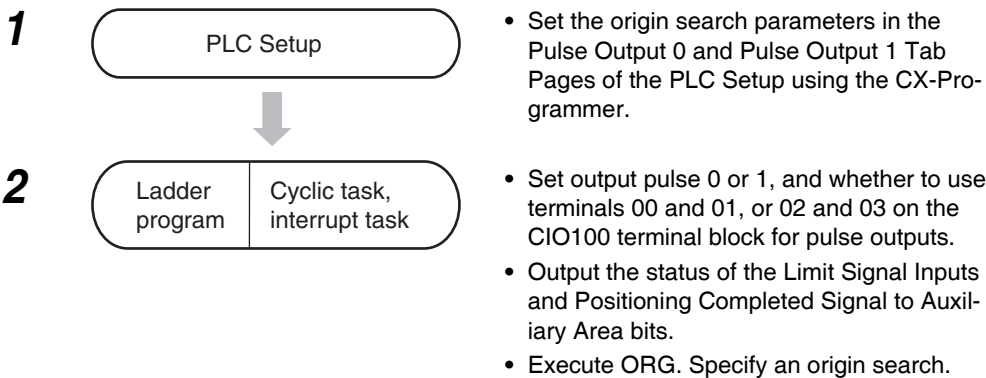 1
PLC Setup
• Set the origin search parameters in the
Pulse Output 0 and Pulse Output 1 Tab
Pages of the PLC Setup using the CX-Pro-
grammer.
2
Ladder
program
Cyclic task,
interrupt task
• Set output pulse 0 or 1, and whether to use
terminals 00 and 01, or 02 and 03 on the
CIO100 terminal block for pulse outputs.
• Output the status of the Limit Signal Inputs
and Positioning Completed Signal to Auxil-
iary Area bits.
• Execute ORG. Specify an origin search.